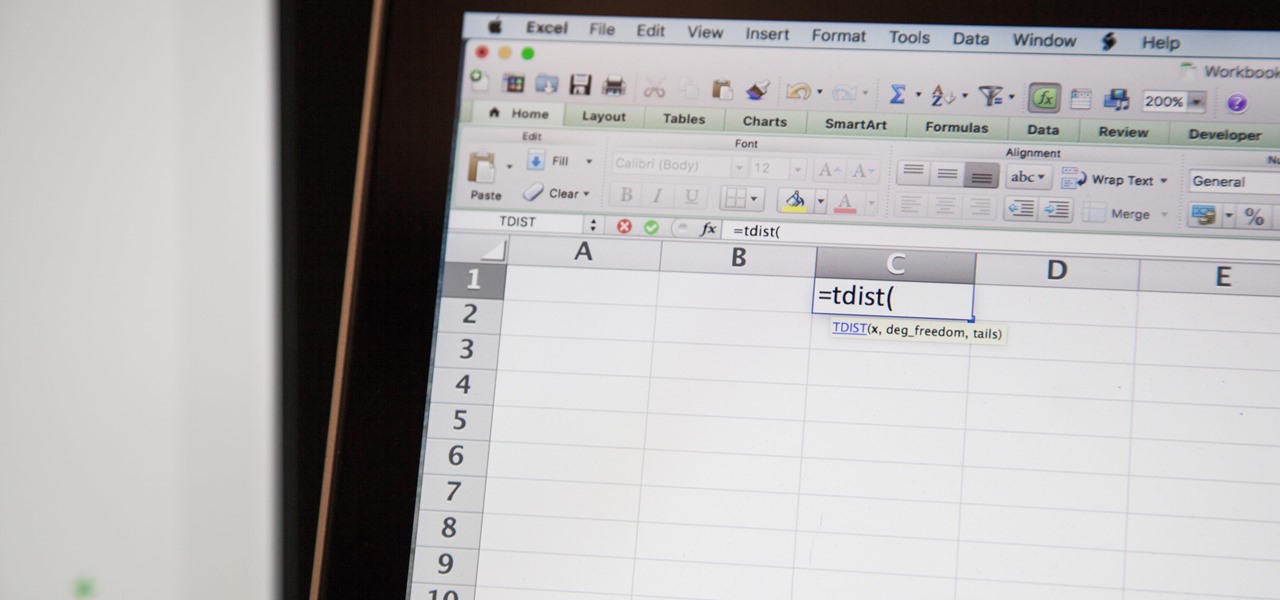 Excel File Edit View Insert Format Tools Data Window Help
Workbook
200%
Home Layout Tables Charts SmartArt Formulas Data Review Developer
Edit Font Alignment
Fill Calibri (Body) 12 A A abc Wrap Text General
Paste Clear B I U A Merge %
TDIST fx =tdist(
A B C D E
1 =tdist(
TDIST(x, deg_freedom, tails)
2
3
4
5
6
7
8
9
10